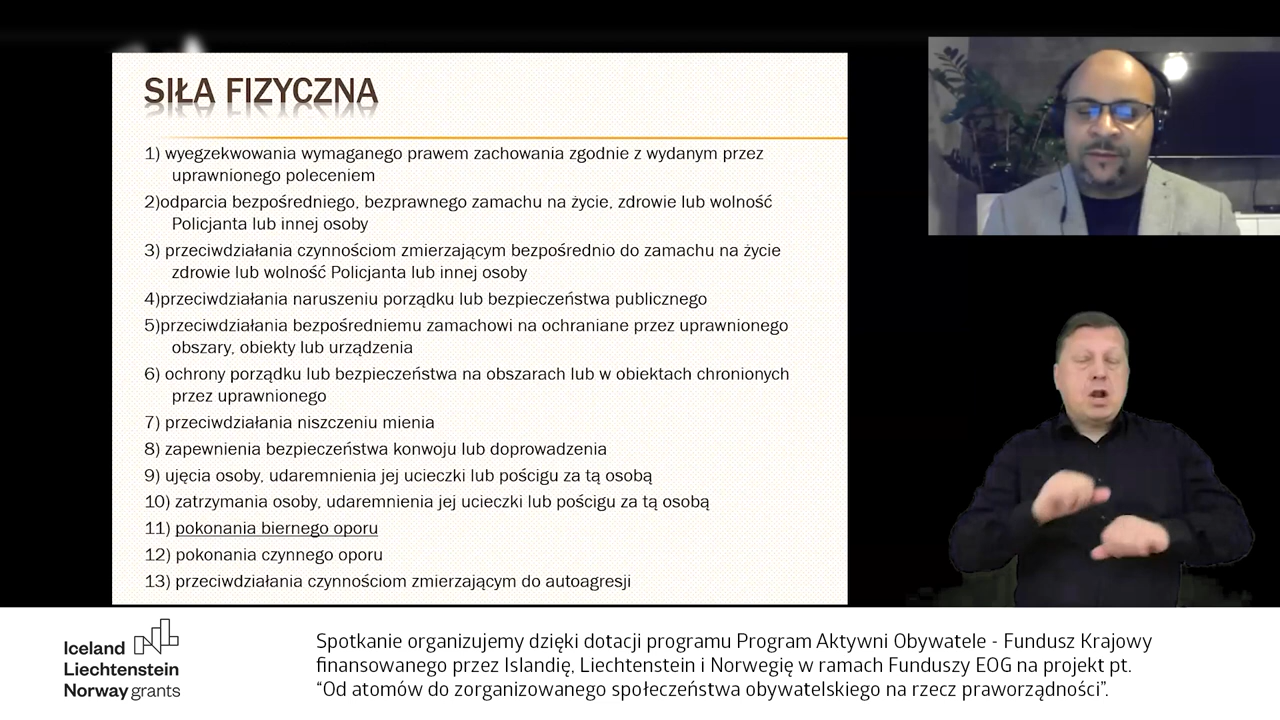 SIŁA FIZYCZNA
1) wyegzekwowania wymaganego prawem zachowania zgodnie z wydanym przez
uprawnionego poleceniem
2)odparcia bezpośredniego, bezprawnego zamachu na życie, zdrowie lub wolność
Policjanta lub innej osoby
3) przeciwdziałania czynnościom zmierzającym bezpośrednio do zamachu na życie
zdrowie lub wolność Policjanta lub innej osoby
4)przeciwdziałania naruszeniu porządku lub bezpieczeństwa publicznego
5)przeciwdziałania bezpośredniemu zamachowi na ochraniane przez uprawnionego
obszary, obiekty lub urządzenia
6) ochrony porządku lub bezpieczeństwa na obszarach lub w obiektach chronionych
przez uprawnionego
7) przeciwdziałania niszczeniu mienia
8) zapewnienia bezpieczeństwa konwoju lub doprowadzenia
9) ujęcia osoby, udaremnienia jej ucieczki lub pościgu za tą osobą
10) zatrzymania osoby, udaremnienia jej ucieczki lub pościgu za tą osobą
11) pokonania biernego oporu
12) pokonania czynnego oporu
13) przeciwdziałania czynnościom zmierzającym do autoagresji
Iceland
Liechtenstein
Norway grants
Spotkanie organizujemy dzięki dotacji programu Program Aktywni Obywatele - Fundusz Krajowy
finansowanego przez Islandię, Liechtenstein i Norwegię w ramach Funduszy EOG na projekt pt.
“Od atomów do zorganizowanego społeczeństwa obywatelskiego na rzecz praworządności”.